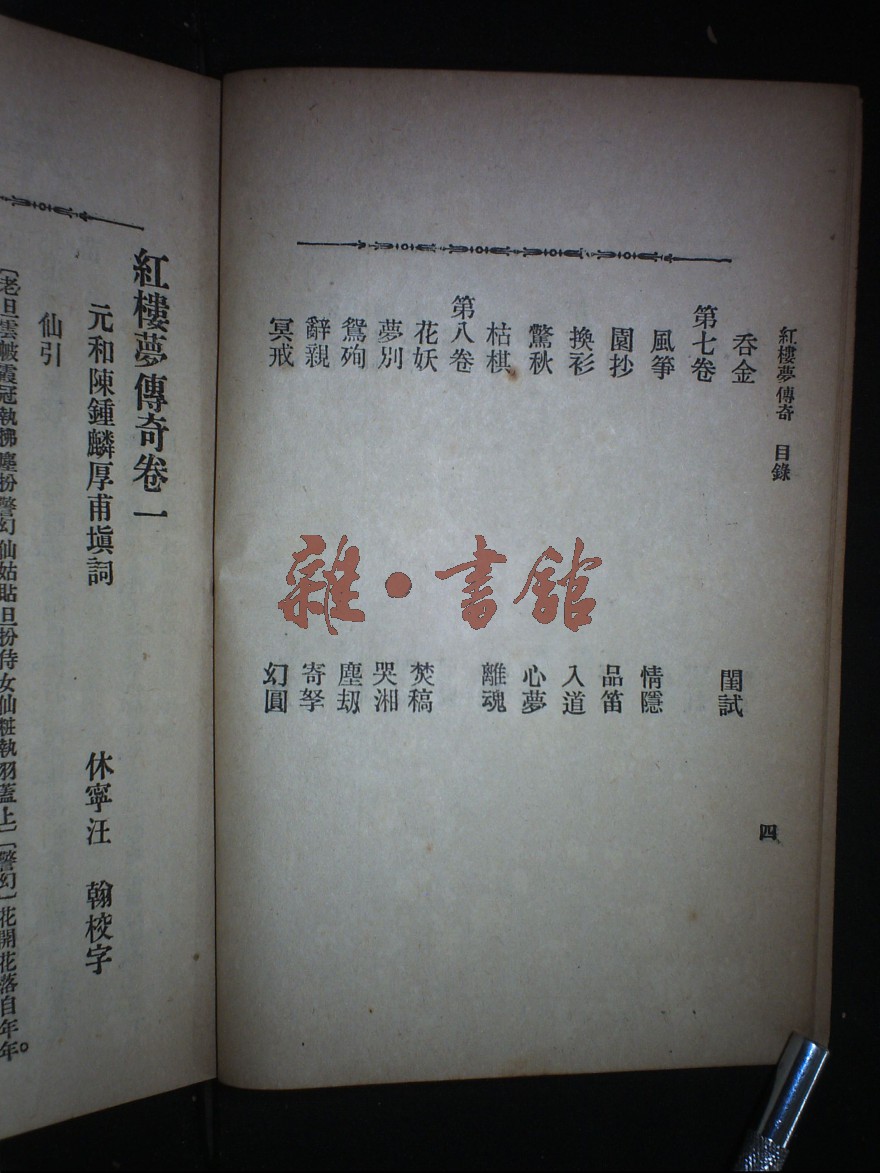 紅樓夢傳奇 目錄
四
吞金 閨試
第七卷
風箏 情隱
園抄 品笛
換衫 入道
驚秋 心夢
枯棋 離魂
第八卷
花妖 焚稿
夢別 哭湘
鴛殉 塵劫
辭親 寄孥
冥戒 幻圓
雜·書館
紅樓夢傳奇卷一
元和陳鍾麟厚甫塡詞 休寧汪 翰校字
仙引
〔老旦雲帔霞冠執拂塵扮警幻仙姑貼旦扮侍女仙粧執羽蓋上〕〔警幻〕花開花落自年年。